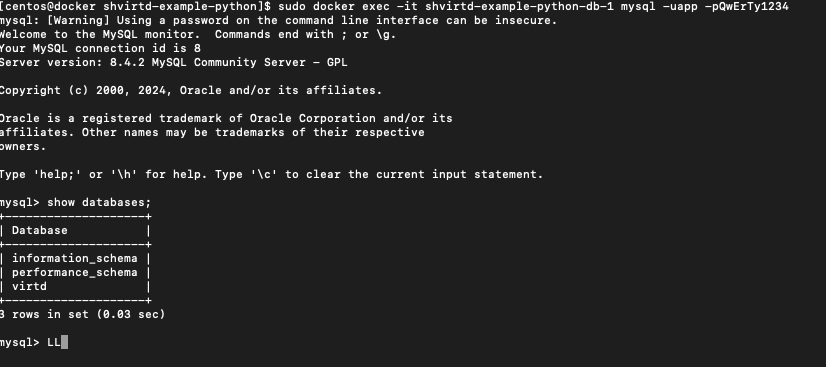 [centos@docker shvirtd-example-python]$ sudo docker exec -it shvirtd-example-python-db-1 mysql -uapp -pQwErTy1234
mysql: [Warning] Using a password on the command line interface can be insecure.
Welcome to the MySQL monitor.  Commands end with ; or \g.
Your MySQL connection id is 8
Server version: 8.4.2 MySQL Community Server - GPL
Copyright (c) 2000, 2024, Oracle and/or its affiliates.
Oracle is a registered trademark of Oracle Corporation and/or its
affiliates. Other names may be trademarks of their respective
owners.
Type 'help;' or '\h' for help. Type '\c' to clear the current input statement.
mysql> show databases;
+--------------------+
| Database           |
+--------------------+
| information_schema |
| performance_schema |
| virtd              |
+--------------------+
3 rows in set (0.03 sec)
mysql> LL